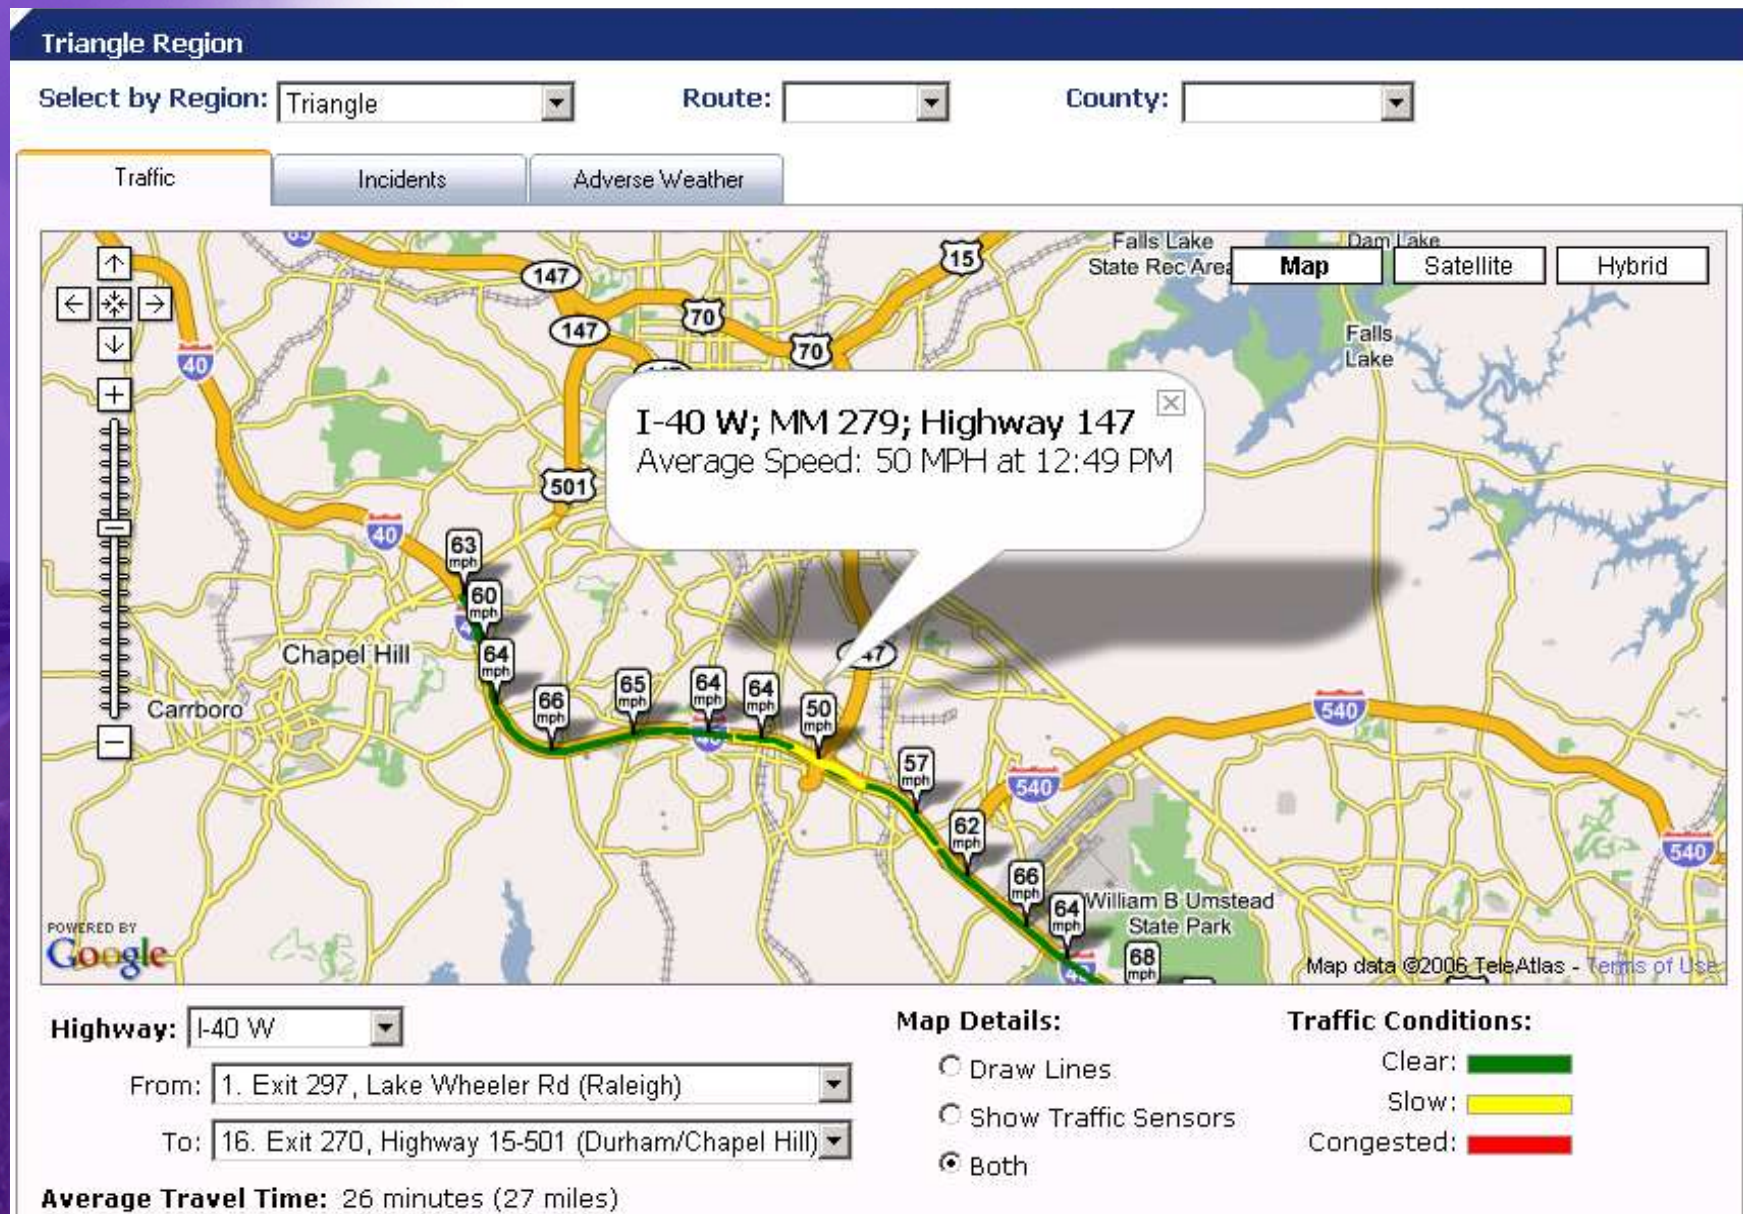 Triangle Region
Select by Region: Triangle Route: County:
Traffic Incidents Adverse Weather
Falls Lake
State Rec Area
Dam Lake
Map Satellite Hybrid
15
147
70
147
70
40
Falls
Lake
I-40 W; MM 279; Highway 147
Average Speed: 50 MPH at 12:49 PM
501
40
63
mph
60
mph
Chapel Hill
64
mph
Carrboro
66
mph
65
mph
64
mph
64
mph
50
mph
540
57
mph
540
62
mph
540
66
mph
64
mph
William B Umstead
State Park
68
mph
POWERED BY
Google
Map data ©2006 TeleAtlas - Terms of Use
Highway: I-40 W
From: 1. Exit 297, Lake Wheeler Rd (Raleigh)
To: 16. Exit 270, Highway 15-501 (Durham/Chapel Hill)
Average Travel Time: 26 minutes (27 miles)
Map Details:
Draw Lines
Show Traffic Sensors
Both
Traffic Conditions:
Clear:
Slow:
Congested: